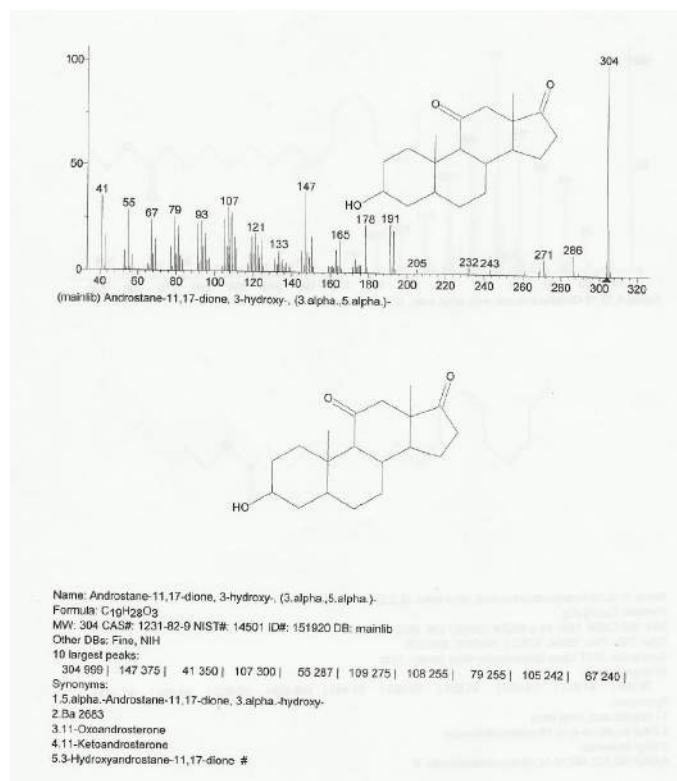 100
304
O
O
50
147
41
HO
107
55
178
191
79
67
93
121
165
133
286
271
205
232
243
0
40 60 80 100 120 140 160 180 200 220 240 260 280 300 320
(mainlib) Androstane-11,17-dione, 3-hydroxy-, (3.alpha.,5.alpha.)-
O
O
HO
Name: Androstane-11,17-dione, 3-hydroxy-, (3.alpha.,5.alpha.)-
Formula: C19H28O3
MW: 304 CAS#: 1231-82-9 NIST#: 14501 ID#: 151920 DB: mainlib
Other DBs: Fine, NIH
10 largest peaks:
304 999 | 147 375 | 41 350 | 107 300 | 55 287 | 109 275 | 108 255 | 79 255 | 105 242 | 67 240 |
Synonyms:
1.5.alpha.-Androstane-11,17-dione, 3.alpha.-hydroxy-
2.Ba 2683
3.11-Oxoandrosterone
4.11-Ketoandrosterone
5.3-Hydroxyandrostane-11,17-dione #